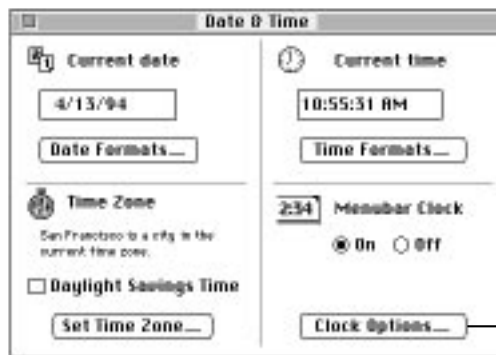 Date & Time
Current date
4/13/94
Date Formats...
Current time
10:55:31 AM
Time Formats...
Time Zone
San Francisco is a city in the
current time zone.
Daylight Savings Time
Set Time Zone...
2:34
Menubar Clock
On
Off
Clock Options...